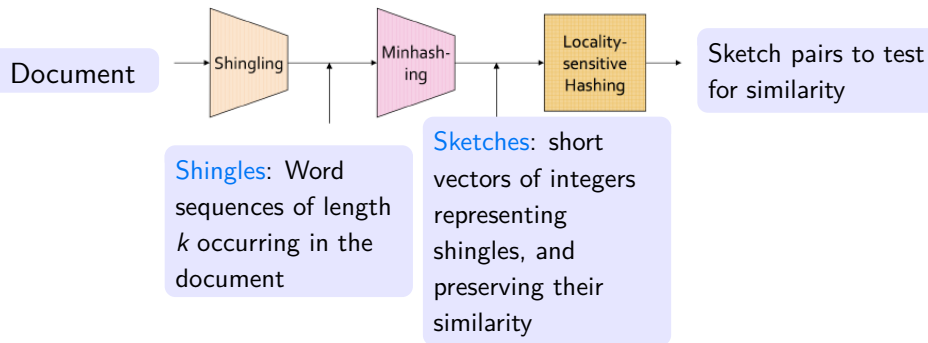 Document
Shingling
Minhash-
ing
Locality-
sensitive
Hashing
Sketch pairs to test
for similarity
Shingles: Word
sequences of length
k occurring in the
document
Sketches: short
vectors of integers
representing
shingles, and
preserving their
similarity